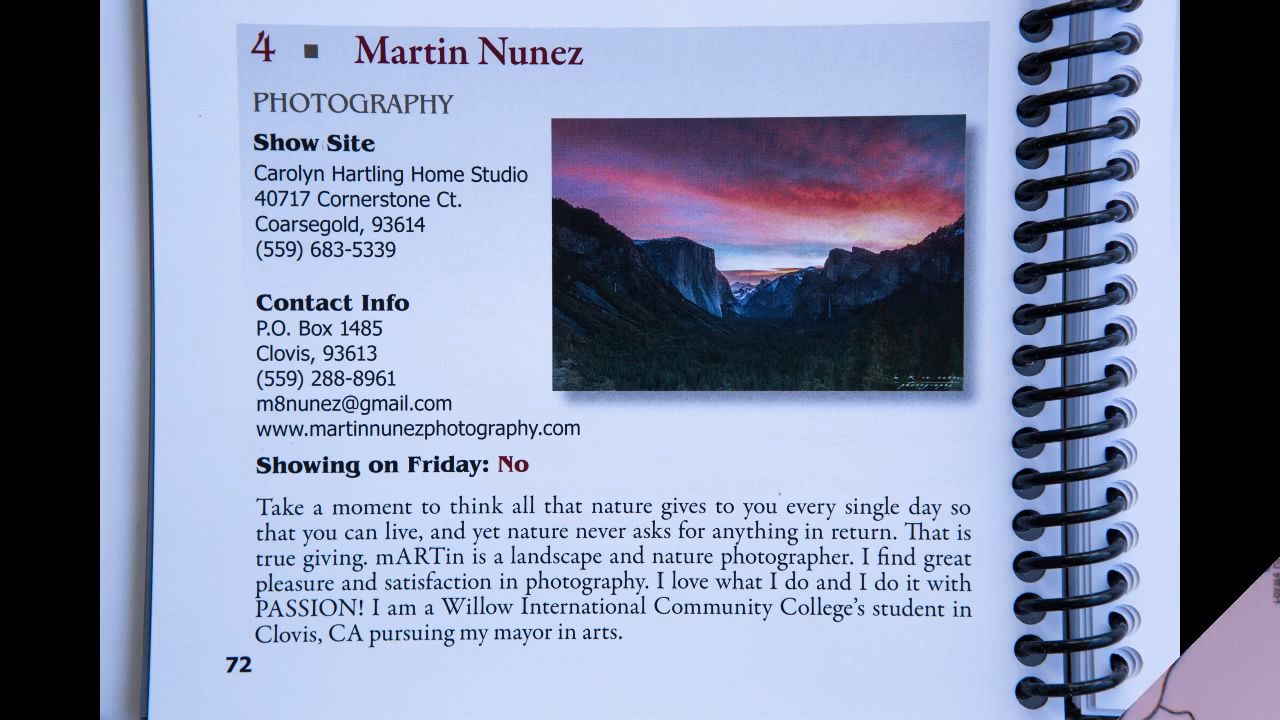 4 ■ Martin Nunez
PHOTOGRAPHY
Show Site
Carolyn Hartling Home Studio
40717 Cornerstone Ct.
Coarsegold, 93614
(559) 683-5339
Contact Info
P.O. Box 1485
Clovis, 93613
(559) 288-8961
m8nunez@gmail.com
www.martinnunezphotography.com
Showing on Friday: No
Take a moment to think all that nature gives to you every single day so
that you can live, and yet nature never asks for anything in return. That is
true giving. mARTin is a landscape and nature photographer. I find great
pleasure and satisfaction in photography. I love what I do and I do it with
PASSION! I am a Willow International Community College's student in
Clovis, CA pursuing my mayor in arts.
72
photography